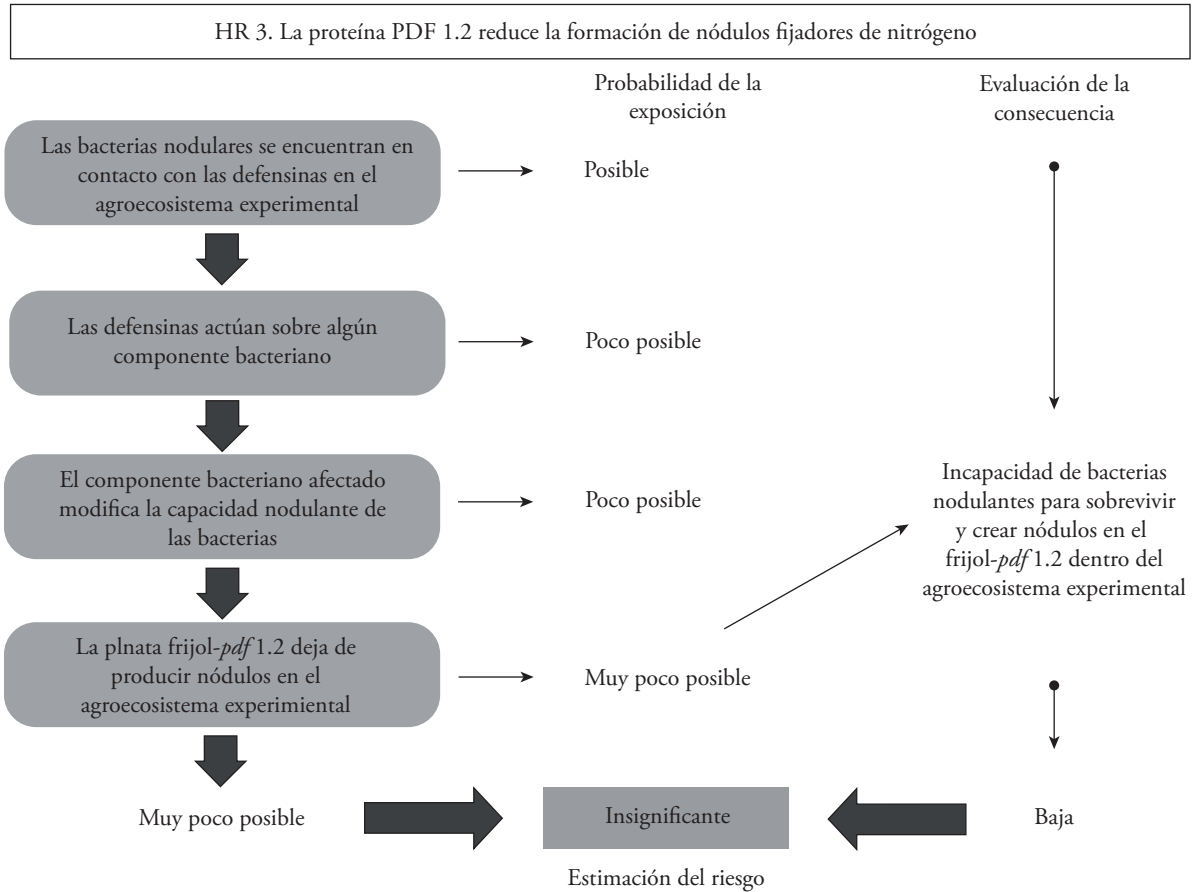 HR 3. La proteína PDF 1.2 reduce la formación de nódulos fijadores de nitrógeno
Probabilidad de la
exposición
Evaluación de la
consecuencia
Las bacterias nodulares se encuentran en
contacto con las defensinas en el
agroecosistema experimental
Posible
Las defensinas actúan sobre algún
componente bacteriano
Poco posible
El componente bacteriano afectado
modifica la capacidad nodulante de
las bacterias
Poco posible
Incapacidad de bacterias
nodulantes para sobrevivir
y crear nódulos en el
frijol-pdf 1.2 dentro del
agroecosistema experimental
La plnata frijol-pdf 1.2 deja de
producir nódulos en el
agroecosistema experimiental
Muy poco posible
Muy poco posible
Insignificante
Baja
Estimación del riesgo